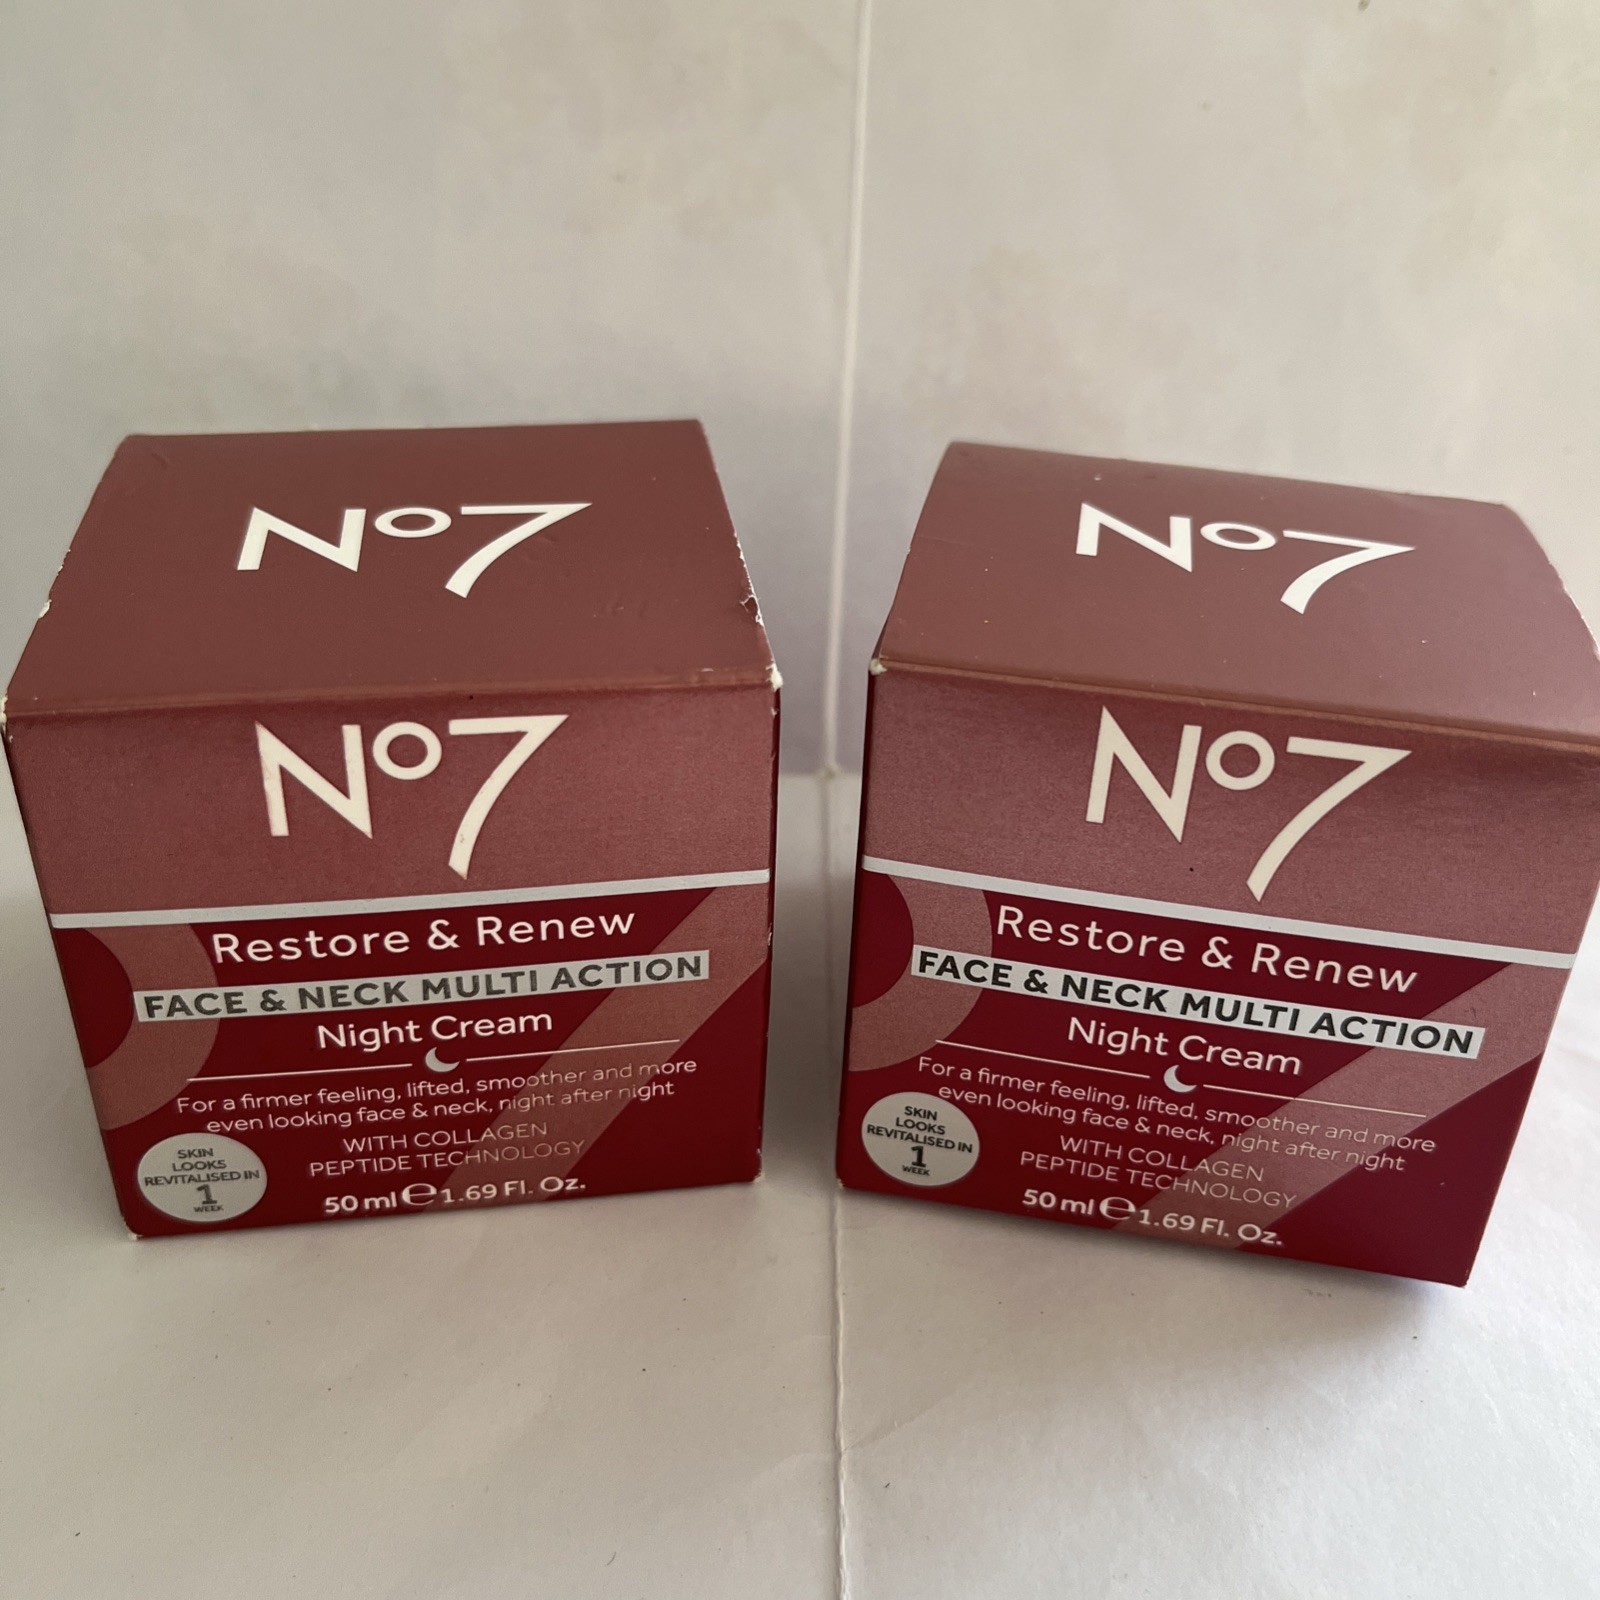 No7
No7
Restore & Renew
FACE & NECK MULTI ACTION
Night Cream
For a firmer feeling, lifted, smoother and more
even looking face & neck, night after night
WITH COLLAGEN
PEPTIDE TECHNOLOGY
50 ml ℮ 1.69 Fl. Oz.
SKIN
LOOKS
REVITALISED IN
1
WEEK
No7
No7
Restore & Renew
FACE & NECK MULTI ACTION
Night Cream
For a firmer feeling, lifted, smoother and more
even looking face & neck, night after night
WITH COLLAGEN
PEPTIDE TECHNOLOGY
50 ml ℮ 1.69 Fl. Oz.
SKIN
LOOKS
REVITALISED IN
1
WEEK